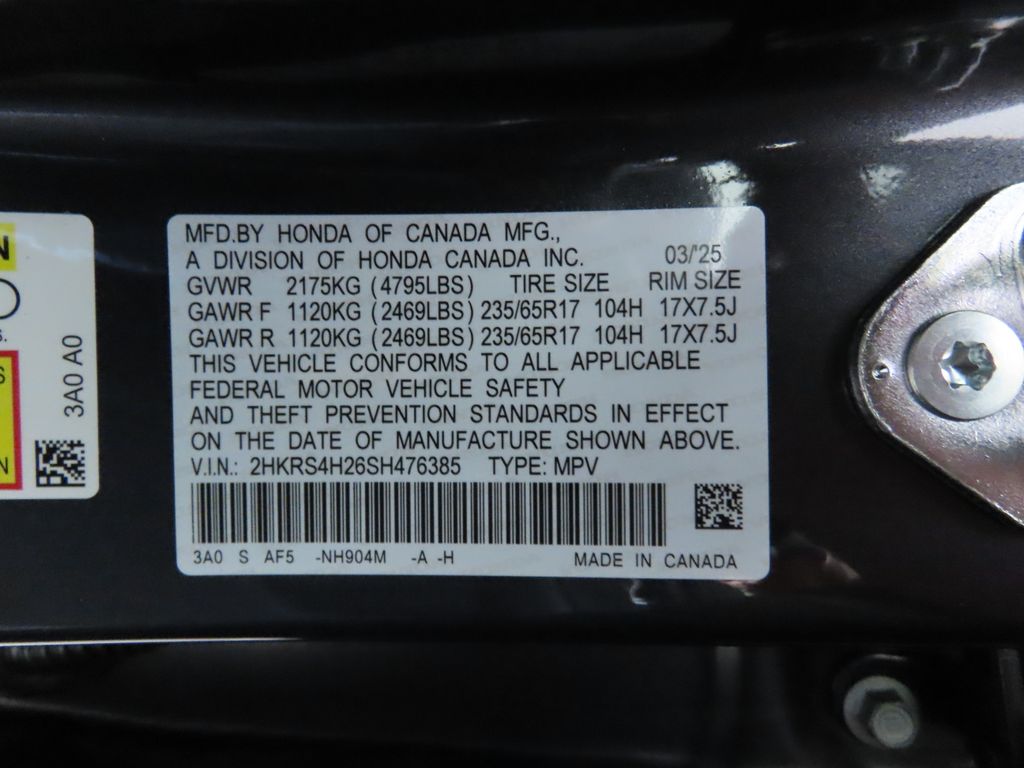 MFD.BY HONDA OF CANADA MFG.,
A DIVISION OF HONDA CANADA INC. 03/'25
GVWR 2175KG (4795LBS) TIRE SIZE RIM SIZE
GAWR F 1120KG (2469LBS) 235/65R17 104H 17X7.5J
GAWR R 1120KG (2469LBS) 235/65R17 104H 17X7.5J
THIS VEHICLE CONFORMS TO ALL APPLICABLE
FEDERAL MOTOR VEHICLE SAFETY
AND THEFT PREVENTION STANDARDS IN EFFECT
ON THE DATE OF MANUFACTURE SHOWN ABOVE.
V.I.N.: 2HKRS4H26SH476385 TYPE: MPV
3A0 S AF5 -NH904M -A -H MADE IN CANADA
3A0 A0